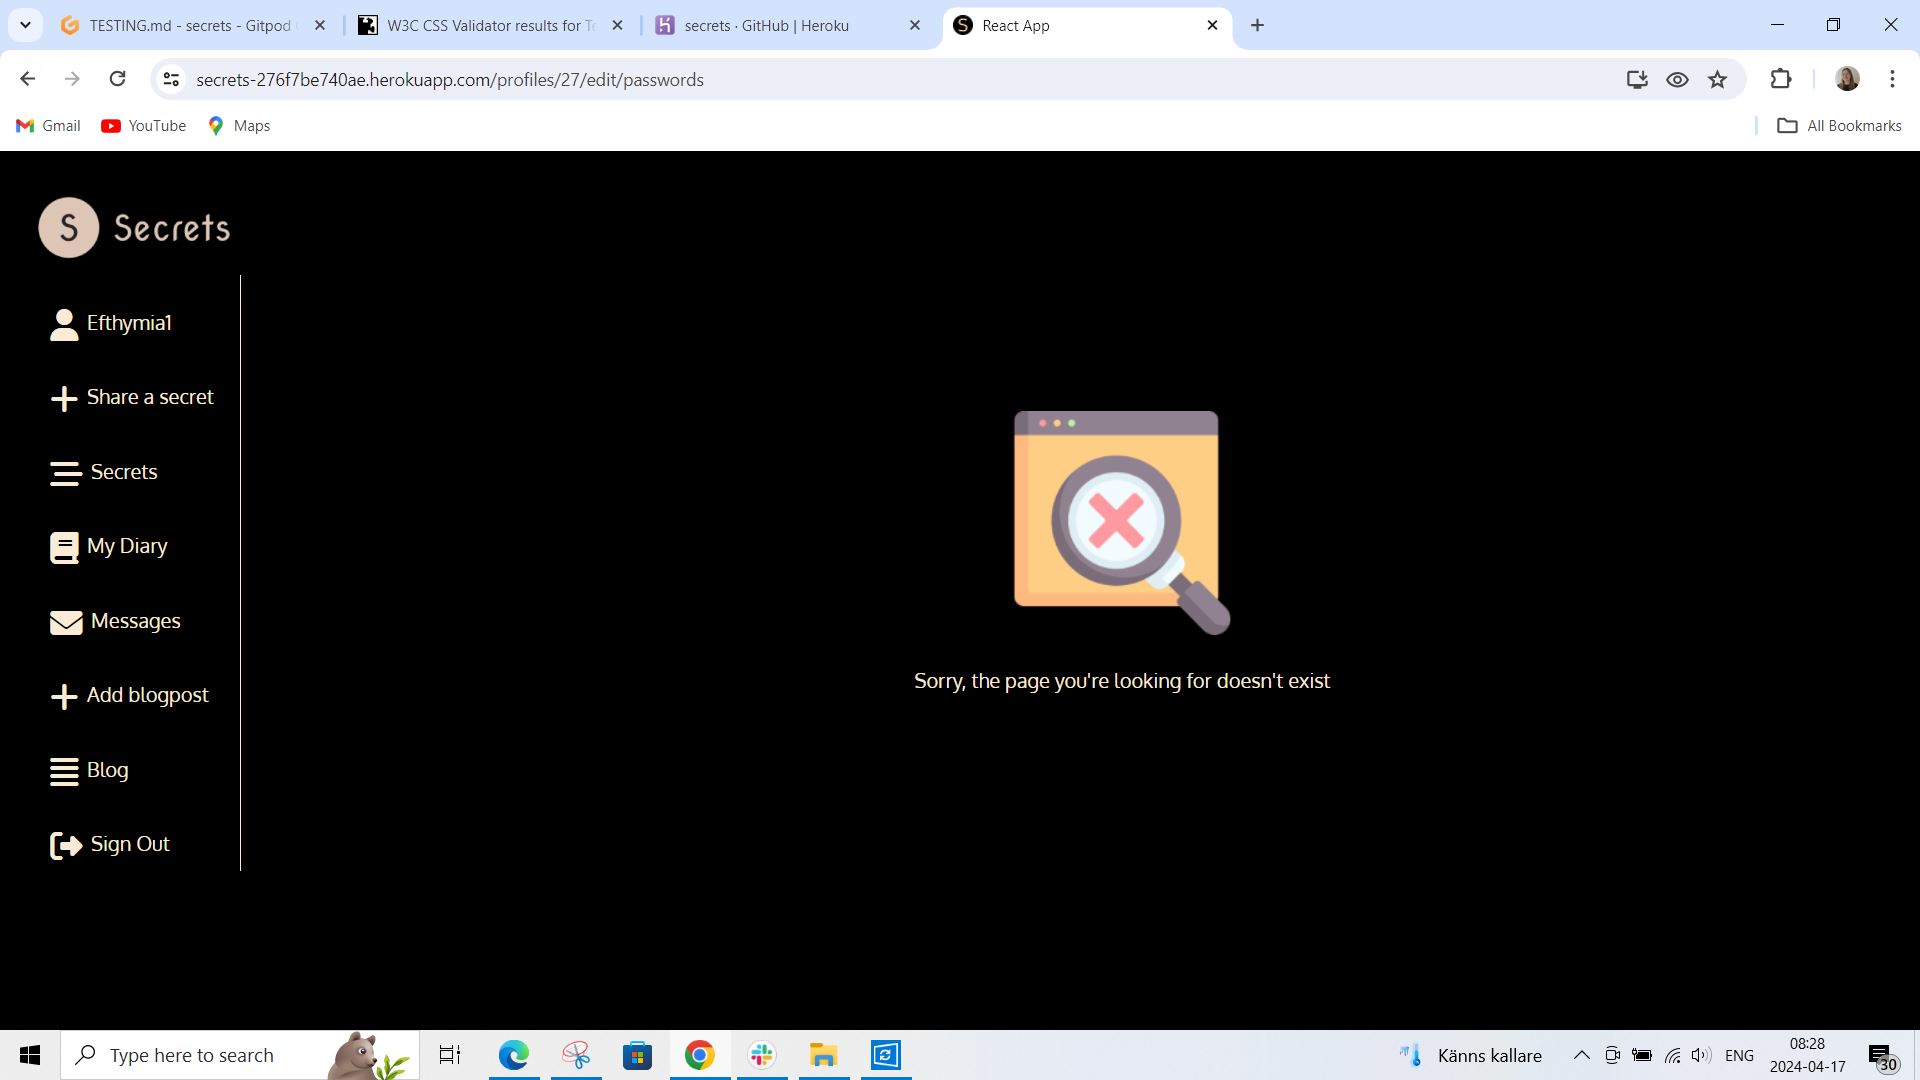 TESTING.md - secrets - Gitpod
W3C CSS Validator results for Te
secrets · GitHub | Heroku
React App
secrets-276f7be740ae.herokuapp.com/profiles/27/edit/passwords
Gmail
YouTube
Maps
All Bookmarks
S Secrets
Efthymia1
Share a secret
Secrets
My Diary
Messages
Add blogpost
Blog
Sign Out
Sorry, the page you're looking for doesn't exist
Type here to search
Känns kallare
ENG
08:28
2024-04-17
30